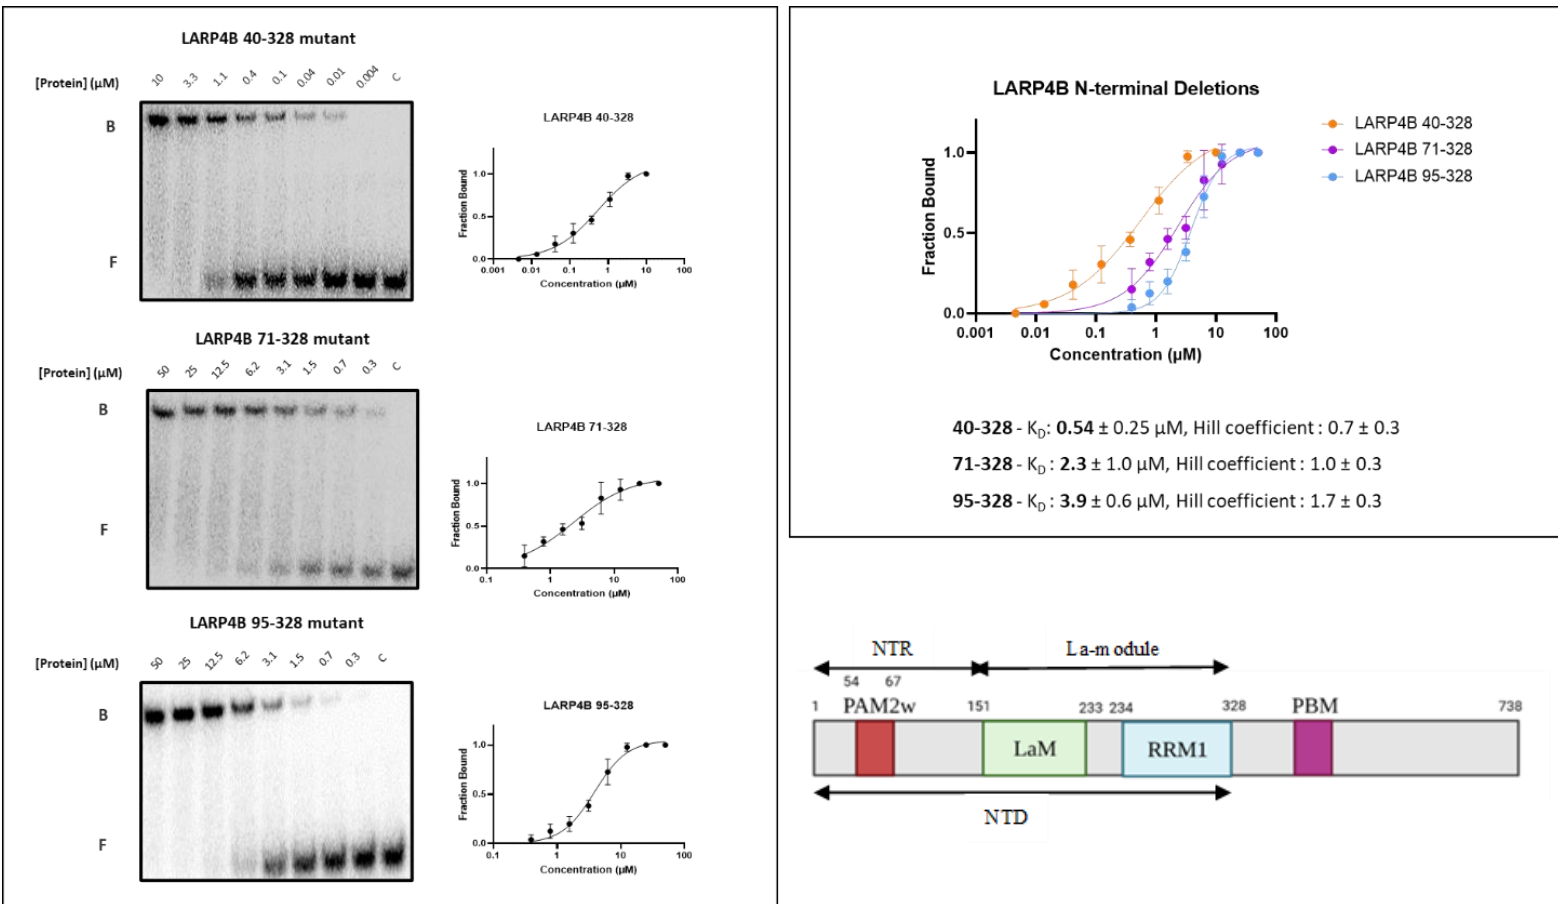 LARP4B 40-328 mutant
[Protein] (µM) 10 3.3 1.1 0.4 0.1 0.04 0.01 0.004 C
B
F
LARP4B 40-328
Fraction Bound
1.0
0.5
0.0
0.001 0.01 0.1 1 10 100
Concentration (µM)
LARP4B 71-328 mutant
[Protein] (µM) 50 25 12.5 6.2 3.1 1.5 0.7 0.3 C
B
F
LARP4B 71-328
Fraction Bound
1.0
0.5
0.0
0.1 1 10 100
Concentration (µM)
LARP4B 95-328 mutant
[Protein] (µM) 50 25 12.5 6.2 3.1 1.5 0.7 0.3 C
B
F
LARP4B 95-328
Fraction Bound
1.0
0.5
0.0
0.1 1 10 100
Concentration (µM)
LARP4B N-terminal Deletions
LARP4B 40-328
LARP4B 71-328
LARP4B 95-328
Fraction Bound
1.0
0.5
0.0
0.001 0.01 0.1 1 10 100
Concentration (µM)
40-328 - KD: 0.54 ± 0.25 µM, Hill coefficient : 0.7 ± 0.3
71-328 - KD : 2.3 ± 1.0 µM, Hill coefficient : 1.0 ± 0.3
95-328 - KD : 3.9 ± 0.6 µM, Hill coefficient : 1.7 ± 0.3
NTR La-module
54 67
1 PAM2w 151 233 234 328 PBM 738
LaM RRM1
NTD